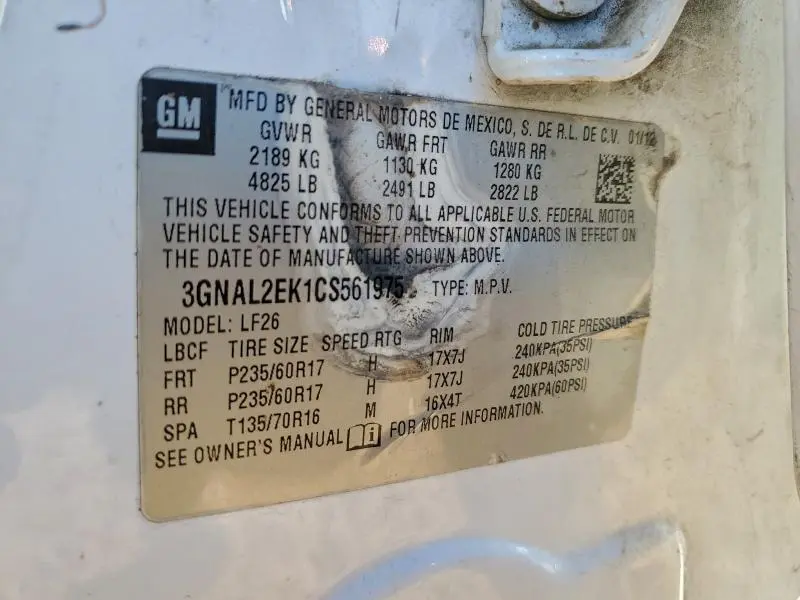 GM
MFD BY GENERAL MOTORS DE MEXICO, S. DE R.L. DE C.V. 01/12
GVWR GAWR FRT GAWR RR
2189 KG 1130 KG 1280 KG
4825 LB 2491 LB 2822 LB
THIS VEHICLE CONFORMS TO ALL APPLICABLE U.S. FEDERAL MOTOR
VEHICLE SAFETY AND THEFT PREVENTION STANDARDS IN EFFECT ON
THE DATE OF MANUFACTURE SHOWN ABOVE.
3GNAL2EK1CS561975 TYPE: M.P.V.
MODEL: LF26
LBCF TIRE SIZE SPEED RTG RIM COLD TIRE PRESSURE
FRT P235/60R17 H 17X7J 240KPA(35PSI)
RR P235/60R17 H 17X7J 240KPA(35PSI)
SPA T135/70R16 M 16X4T 420KPA(60PSI)
SEE OWNER'S MANUAL FOR MORE INFORMATION.